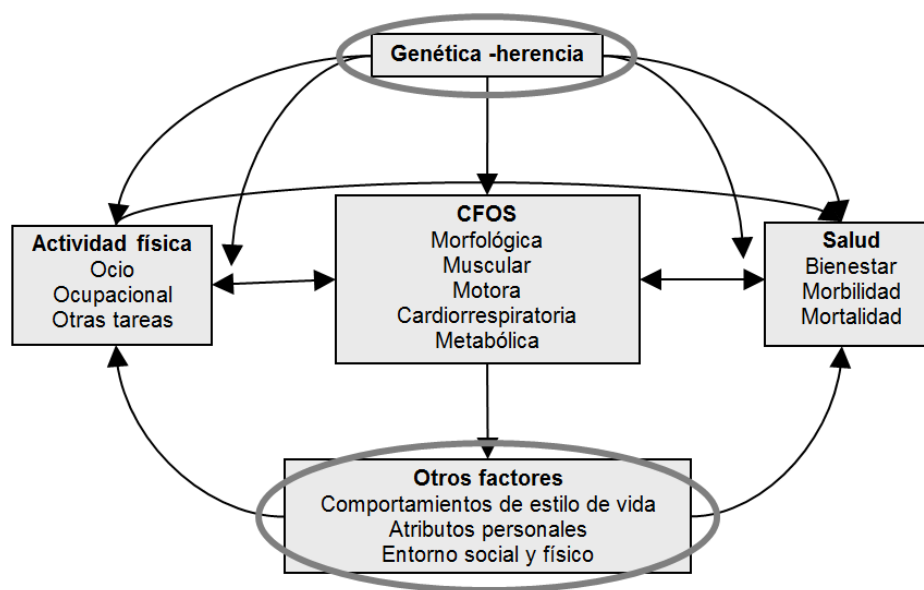 Genética -herencia
Actividad física
Ocio
Ocupacional
Otras tareas
CFOS
Morfológica
Muscular
Motora
Cardiorrespiratoria
Metabólica
Salud
Bienestar
Morbilidad
Mortalidad
Otros factores
Comportamientos de estilo de vida
Atributos personales
Entorno social y físico